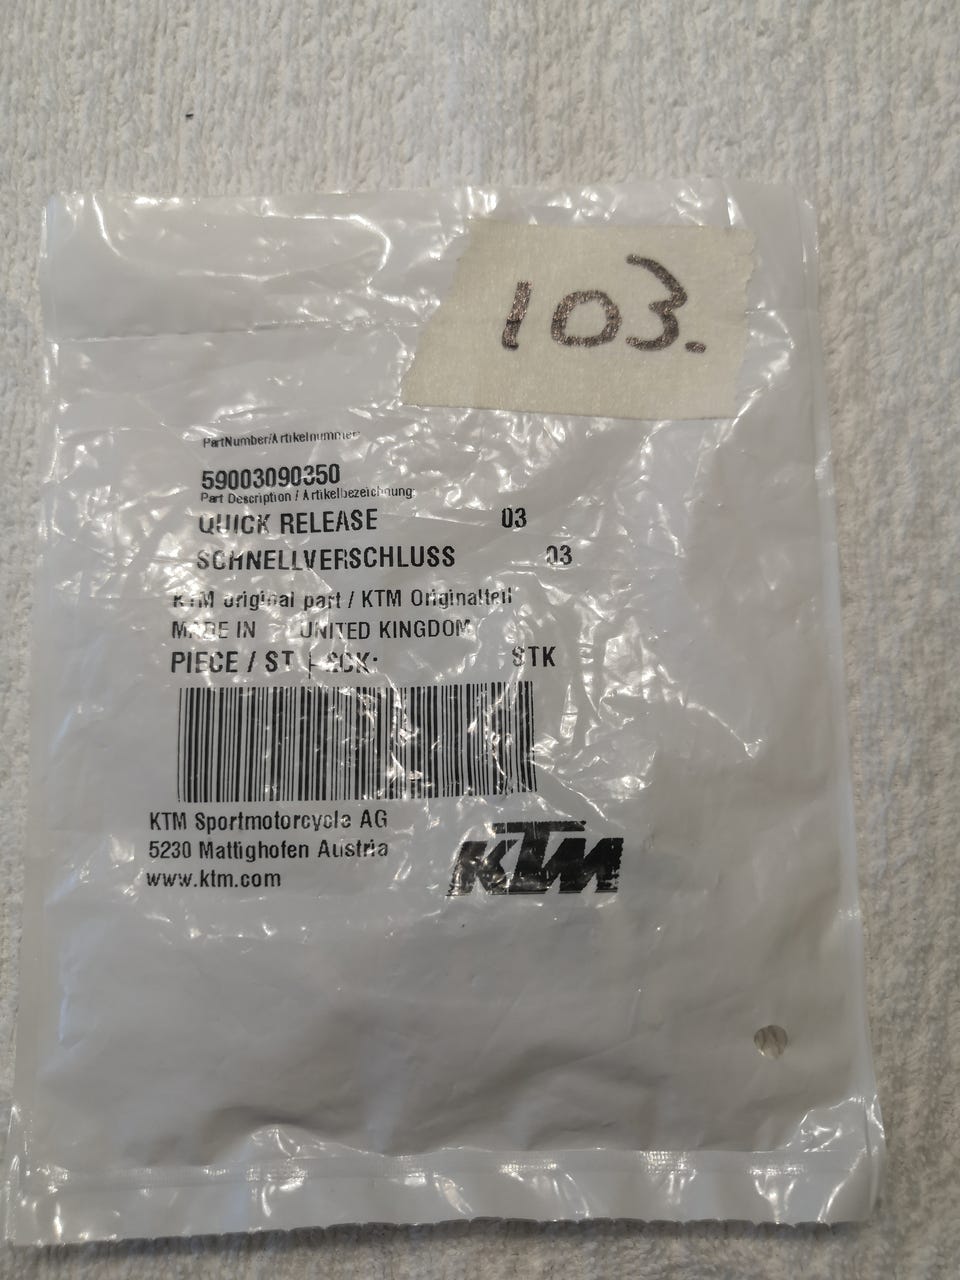 103.
PartNumber/Artikelnummer:
59003090350
Part Description / Artikelbezeichnung:
QUICK RELEASE 03
SCHNELLVERSCHLUSS 03
KTM original part / KTM Originalteil
MADE IN UNITED KINGDOM
PIECE / STK
KTM Sportmotorcycle AG
5230 Mattighofen Austria
www.ktm.com
KTM